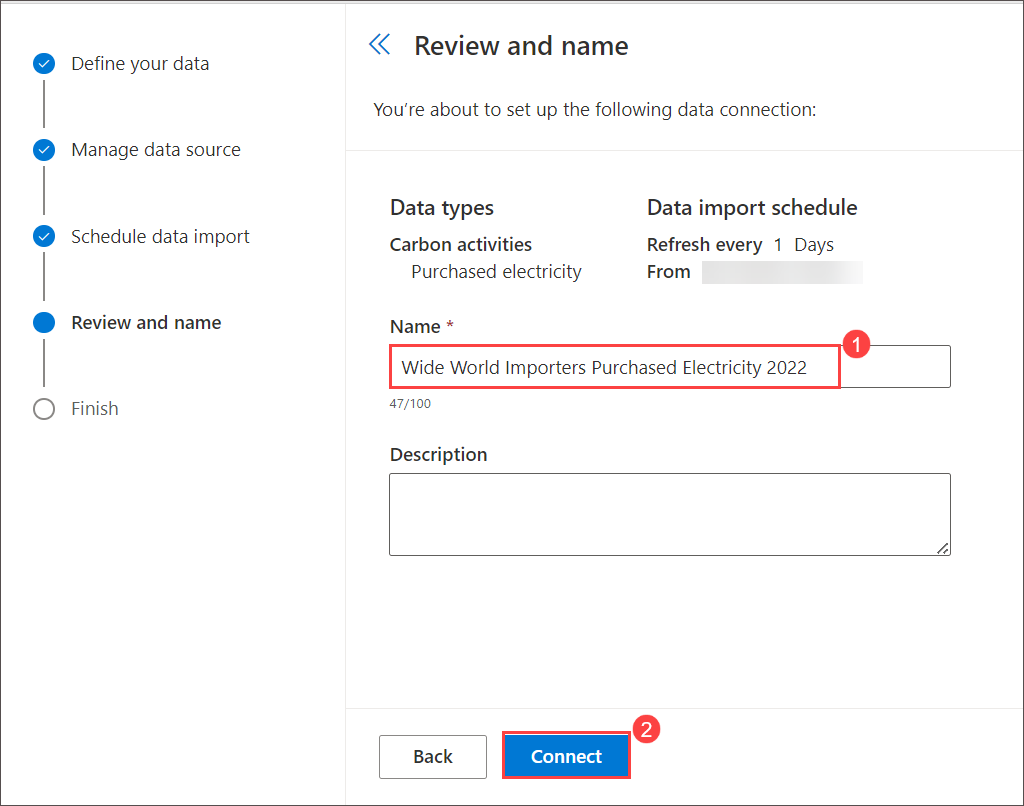 Define your data
Manage data source
Schedule data import
Review and name
Finish
Review and name
You’re about to set up the following data connection:
Data types
Carbon activities
Purchased electricity
Data import schedule
Refresh every 1 Days
From
Name *
Wide World Importers Purchased Electricity 2022
1
47/100
Description
Back
Connect
2